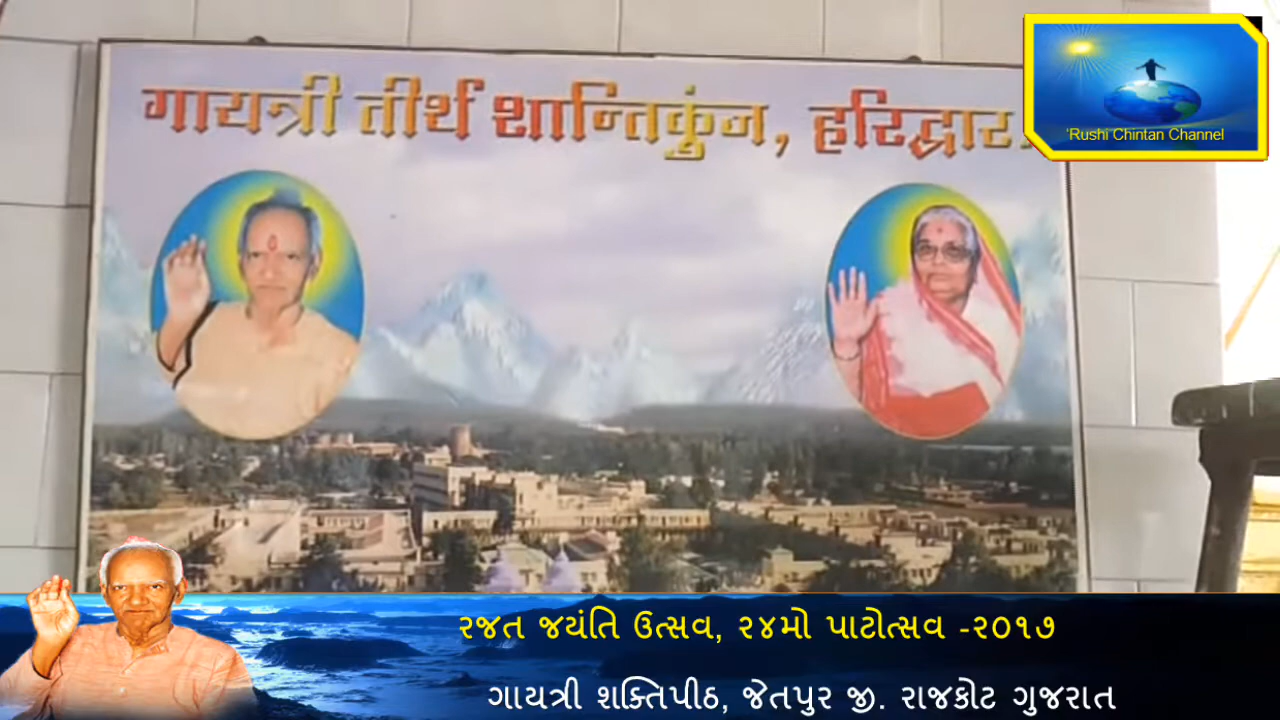 गायत्री तीर्थ शान्तिकुंज, हरिद्वार.
'Rushi Chintan Channel
રજત જયંતિ ઉત્સવ, ૨૪મો પાટોત્સવ -૨૦૧૭
ગાયત્રી શક્તિપીઠ, જેતપુર જી. રાજકોટ ગુજરાત